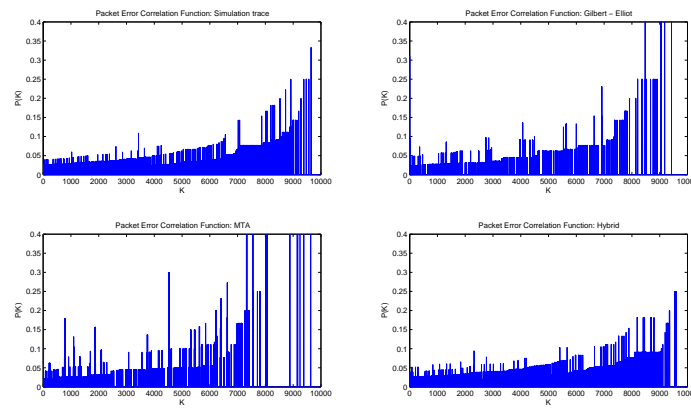 Packet Error Correlation Function: Simulation trace
0.4
0.35
0.3
0.25
0.2
0.15
0.1
0.05
0
P(K)
0 1000 2000 3000 4000 5000 6000 7000 8000 9000 10000
K
Packet Error Correlation Function: Gilbert – Elliot
0.4
0.35
0.3
0.25
0.2
0.15
0.1
0.05
0
P(K)
0 1000 2000 3000 4000 5000 6000 7000 8000 9000 10000
K
Packet Error Correlation Function: MTA
0.4
0.35
0.3
0.25
0.2
0.15
0.1
0.05
0
P(K)
0 1000 2000 3000 4000 5000 6000 7000 8000 9000 10000
K
Packet Error Correlation Function: Hybrid
0.4
0.35
0.3
0.25
0.2
0.15
0.1
0.05
0
P(K)
0 1000 2000 3000 4000 5000 6000 7000 8000 9000 1000
K